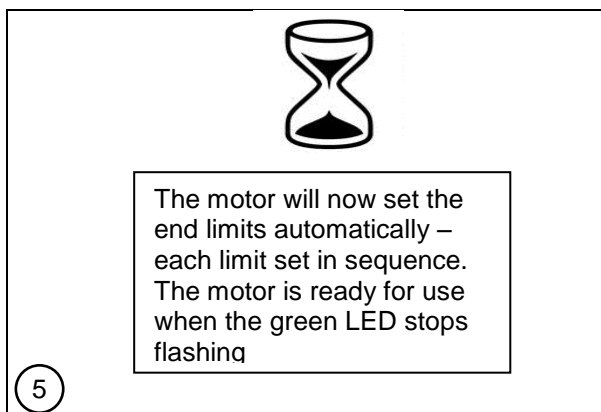 The motor will now set the
end limits automatically –
each limit set in sequence.
The motor is ready for use
when the green LED stops
flashing
5